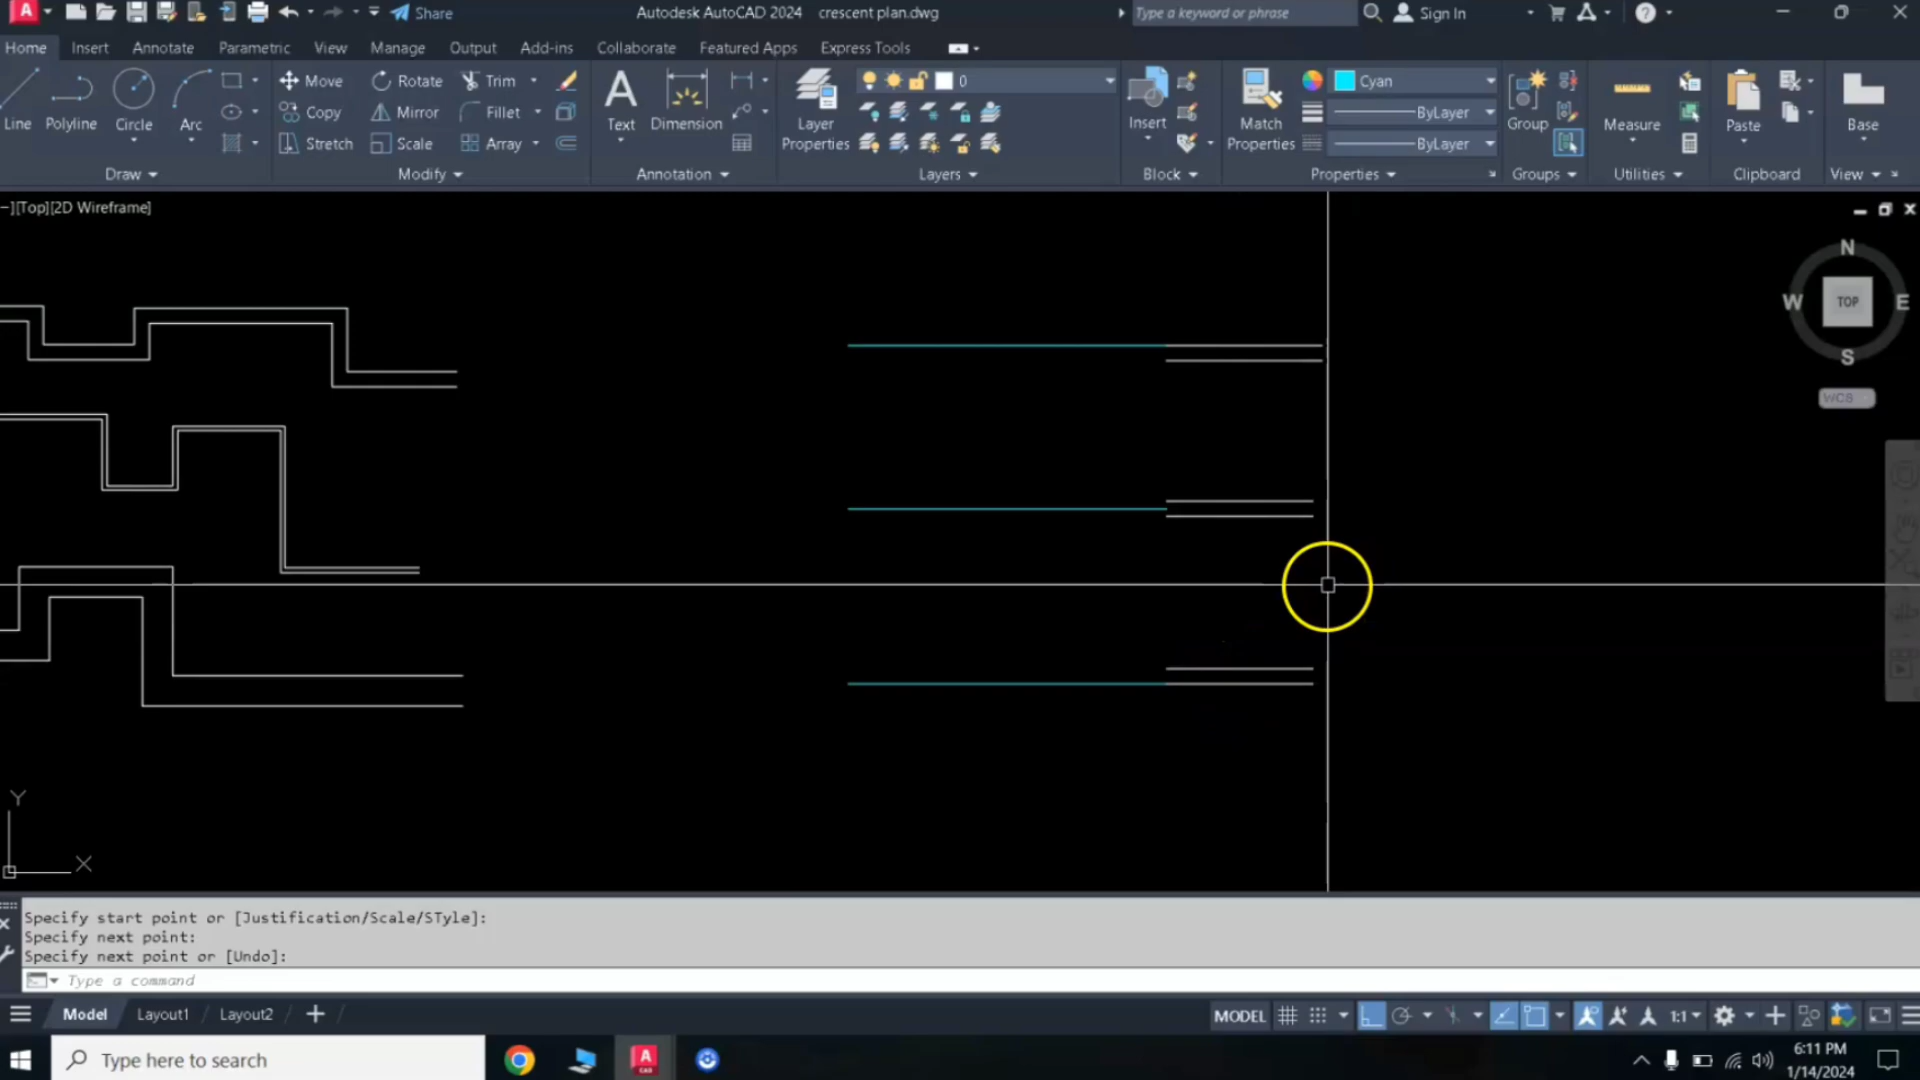 A Share Autodesk AutoCAD 2024 crescent plan.dwg Type a keyword or phrase Sign In
Home Insert Annotate Parametric View Manage Output Add-ins Collaborate Featured Apps Express Tools
Line Polyline Circle Arc
Move Rotate Trim
Copy Mirror Fillet
Stretch Scale Array
Text Dimension
Layer Properties
0
Insert
Match Properties
Cyan
ByLayer
ByLayer
Group
Measure
Paste
Base
Draw Modify Annotation Layers Block Properties Groups Utilities Clipboard View
−][Top][2D Wireframe]
N
W TOP E
S
WCS
Y
X
Specify start point or [Justification/Scale/STyle]:
Specify next point:
Specify next point or [Undo]:
Type a command
Model Layout1 Layout2 + MODEL 1:1
Type here to search
A
CAD
6:11 PM
1/14/2024